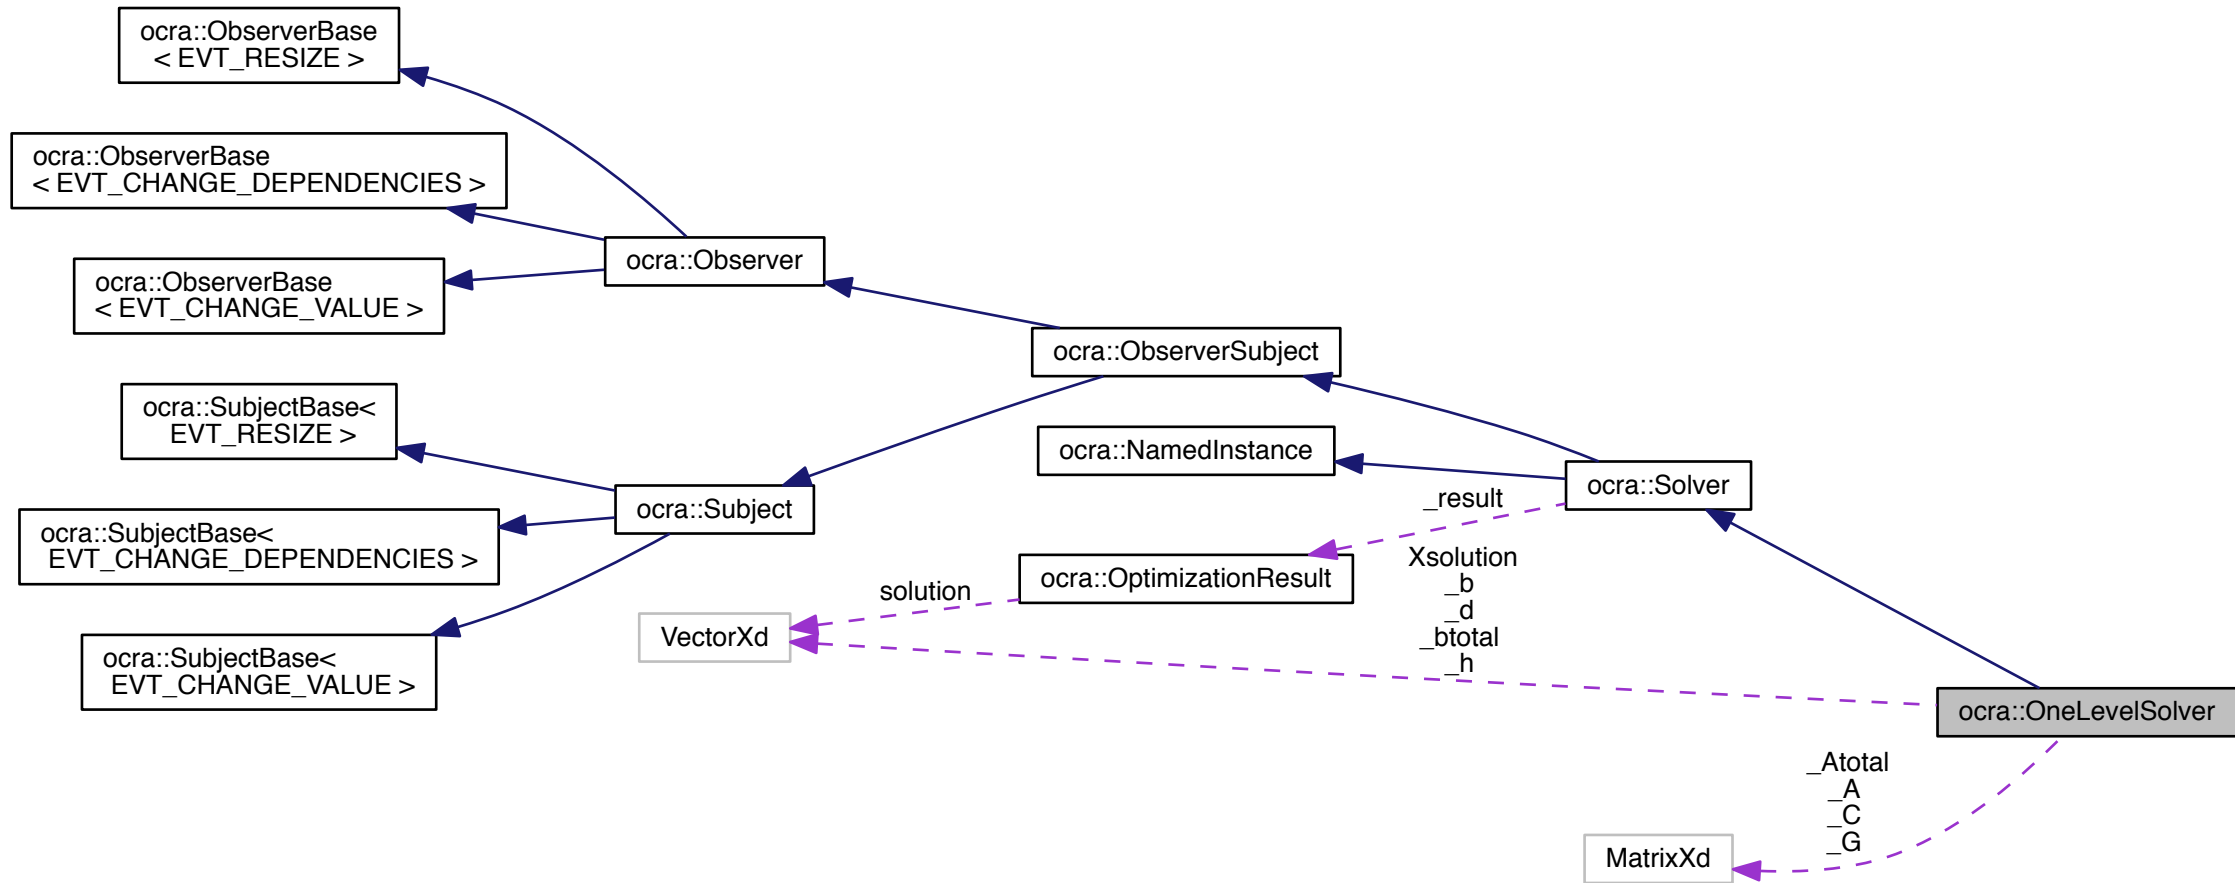 ocra::ObserverBase
< EVT_RESIZE >
ocra::ObserverBase
< EVT_CHANGE_DEPENDENCIES >
ocra::Observer
ocra::ObserverBase
< EVT_CHANGE_VALUE >
ocra::ObserverSubject
ocra::SubjectBase<
EVT_RESIZE >
ocra::NamedInstance
ocra::Solver
_result
ocra::Subject
ocra::SubjectBase<
EVT_CHANGE_DEPENDENCIES >
ocra::OptimizationResult
solution
Xsolution
_b
_d
_btotal
_h
VectorXd
ocra::SubjectBase<
EVT_CHANGE_VALUE >
ocra::OneLevelSolver
_Atotal
_A
_C
_G
MatrixXd